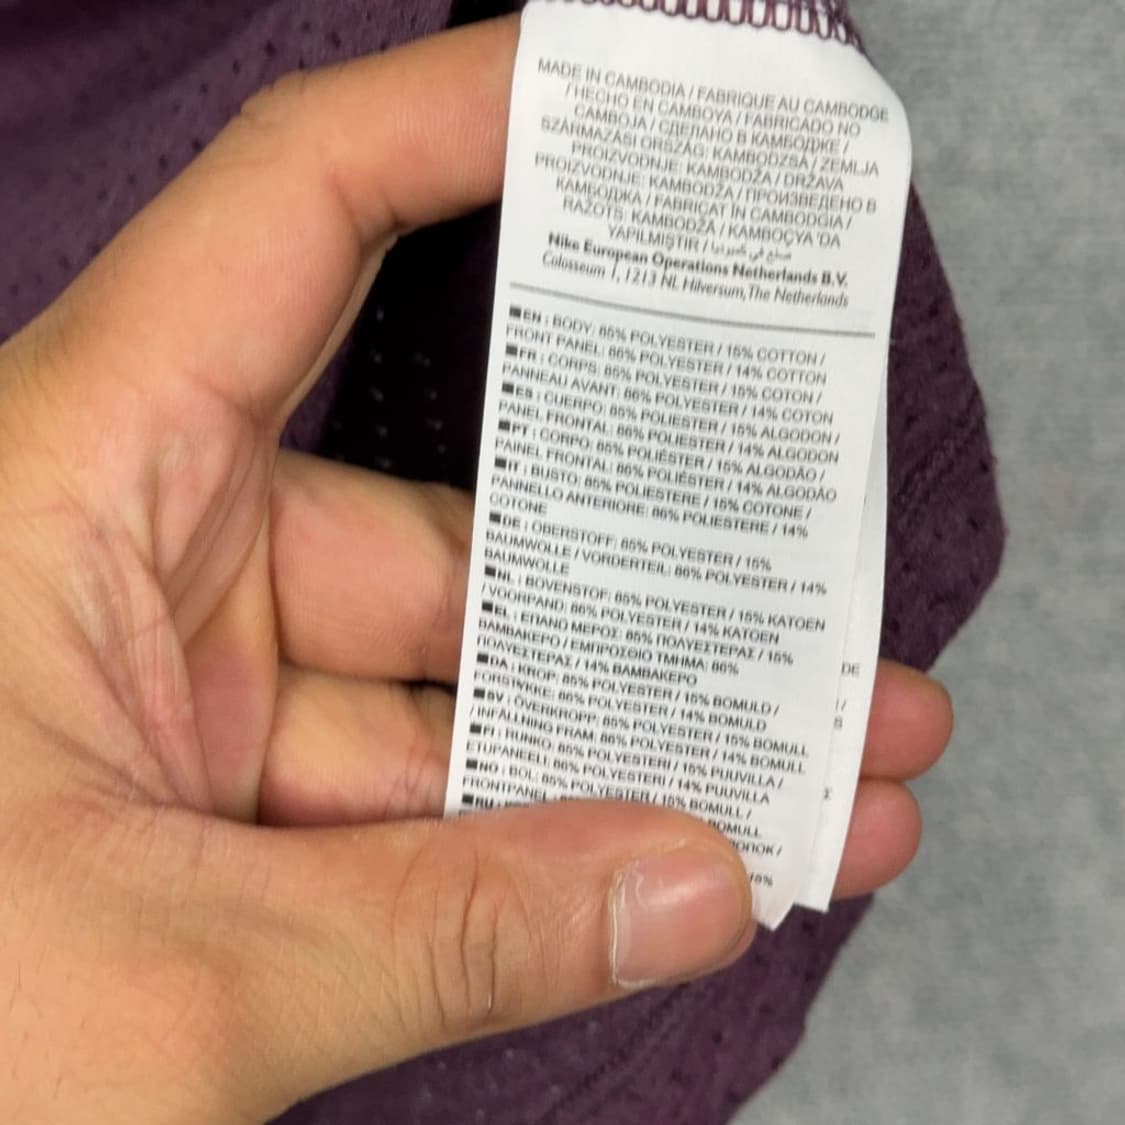 MADE IN CAMBODIA / FABRIQUE AU CAMBODGE
/ HECHO EN CAMBOYA / FABRICADO NO
CAMBOJA / СДЕЛАНО В КАМБОДЖЕ /
SZÁRMAZÁSI ORSZÁG: KAMBODZSA / ZEMLJA
PROIZVODNJE: KAMBODŽA / DRŽAVA
PROIZVODNJE: KAMBODŽA / ПРОИЗВЕДЕНО В
КАМБОДЖА / FABRICAT ÎN CAMBODGIA /
RAŽOTS: KAMBODŽA / KAMBOÇYA 'DA
YAPILMIŞTIR / صنع في كمبوديا
Nike European Operations Netherlands B.V.
Colosseum 1, 1213 NL Hilversum, The Netherlands
■EN : BODY: 85% POLYESTER / 15% COTTON /
FRONT PANEL: 86% POLYESTER / 14% COTTON
■FR : CORPS: 85% POLYESTER / 15% COTON /
PANNEAU AVANT: 86% POLYESTER / 14% COTON
■ES : CUERPO: 85% POLIESTER / 15% ALGODON /
PANEL FRONTAL: 86% POLIESTER / 14% ALGODON
■PT : CORPO: 85% POLIÉSTER / 15% ALGODÃO /
PAINEL FRONTAL: 86% POLIÉSTER / 14% ALGODÃO
■IT : BUSTO: 85% POLIESTERE / 15% COTONE /
PANNELLO ANTERIORE: 86% POLIESTERE / 14%
COTONE
■DE : OBERSTOFF: 85% POLYESTER / 15%
BAUMWOLLE / VORDERTEIL: 86% POLYESTER / 14%
BAUMWOLLE
■NL : BOVENSTOF: 85% POLYESTER / 15% KATOEN
/ VOORPAND: 86% POLYESTER / 14% KATOEN
■EL : ΕΠΑΝΩ ΜΕΡΟΣ: 85% ΠΟΛΥΕΣΤΕΡΑΣ / 15%
ΒΑΜΒΑΚΕΡΟ / ΕΜΠΡΟΣΘΙΟ ΤΜΗΜΑ: 86%
ΠΟΛΥΕΣΤΕΡΑΣ / 14% ΒΑΜΒΑΚΕΡΟ
■DA : KROP: 85% POLYESTER / 15% BOMULD /
FORSTYKKE: 86% POLYESTER / 14% BOMULD
■SV : ÖVERKROPP: 85% POLYESTER / 15% BOMULL
/ INFÄLLNING FRAM: 86% POLYESTER / 14% BOMULL
■FI : RUNKO: 85% POLYESTERI / 15% PUUVILLA /
ETUPANEELI: 86% POLYESTERI / 14% PUUVILLA
■NO : BOL: 85% POLYESTER / 15% BOMULL /
FRONTPANEL BOMULL
■RU
15%
DE